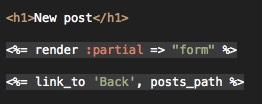 <h1>New post</h1>
<%= render :partial => "form" %>
<%= link_to 'Back', posts_path %>